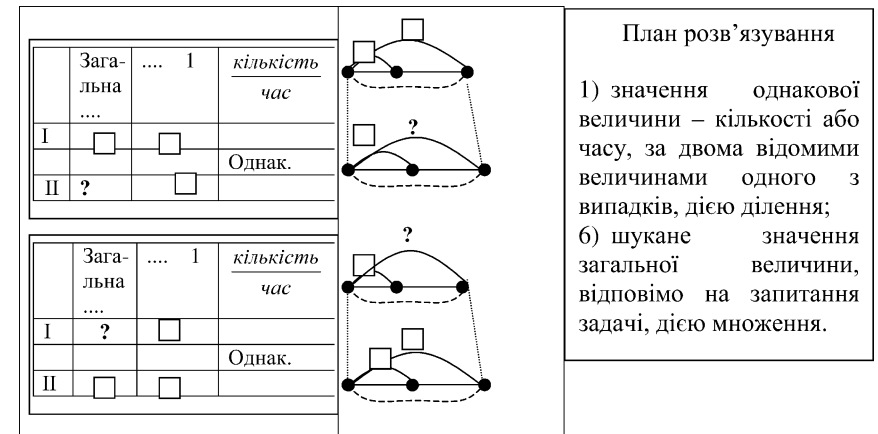 Зага-
льна
....
.... 1
кількість
час
I
Однак.
II
?
?
Зага-
льна
....
.... 1
кількість
час
I
?
Однак.
II
?
План розв’язування
1) значення однакової
величини – кількості або
часу, за двома відомими
величинами одного з
випадків, дією ділення;
6) шукане значення
загальної величини,
відповімо на запитання
задачі, дією множення.